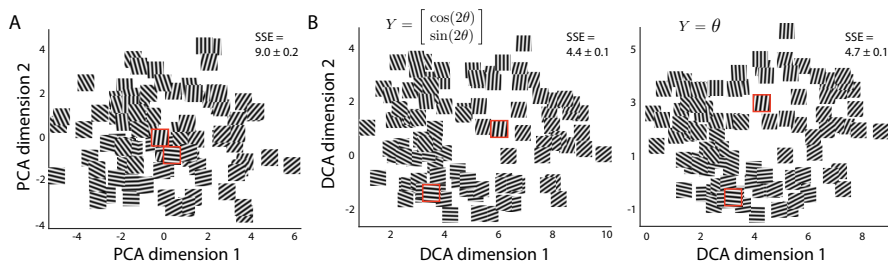 A
SSE =
9.0 ± 0.2
PCA dimension 2
4
2
0
-2
-4
-4
-2
0
2
4
6
PCA dimension 1
B
Y = [ cos(2θ)
sin(2θ) ]
SSE =
4.4 ± 0.1
DCA dimension 2
4
2
0
-2
2
4
6
8
10
DCA dimension 1
Y = θ
SSE =
4.7 ± 0.1
5
3
1
-1
0
2
4
6
8
DCA dimension 1